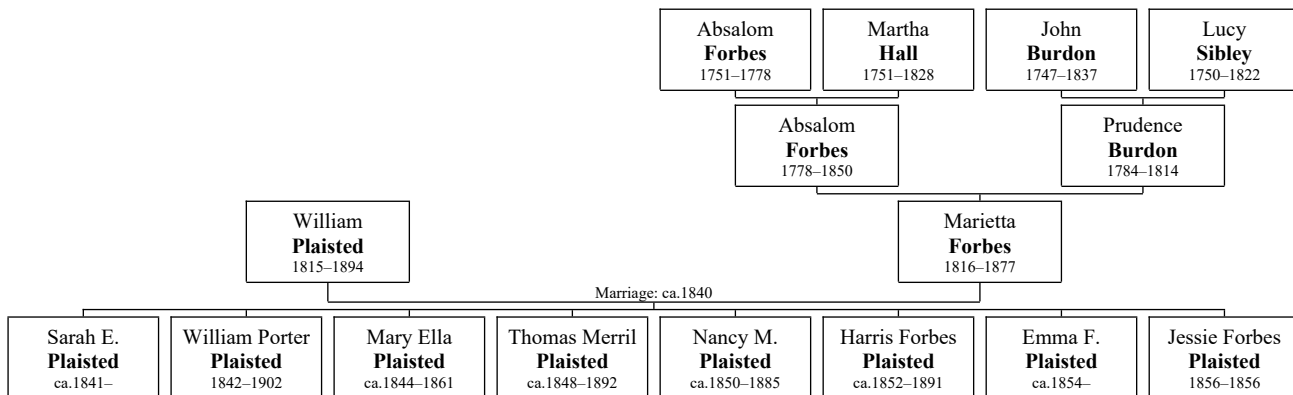 Absalom
Forbes
1751–1778
Martha
Hall
1751–1828
John
Burdon
1747–1837
Lucy
Sibley
1750–1822
Absalom
Forbes
1778–1850
Prudence
Burdon
1784–1814
William
Plaisted
1815–1894
Marietta
Forbes
1816–1877
Marriage: ca.1840
Sarah E.
Plaisted
ca.1841–
William Porter
Plaisted
1842–1902
Mary Ella
Plaisted
ca.1844–1861
Thomas Merril
Plaisted
ca.1848–1892
Nancy M.
Plaisted
ca.1850–1885
Harris Forbes
Plaisted
ca.1852–1891
Emma F.
Plaisted
ca.1854–
Jessie Forbes
Plaisted
1856–1856